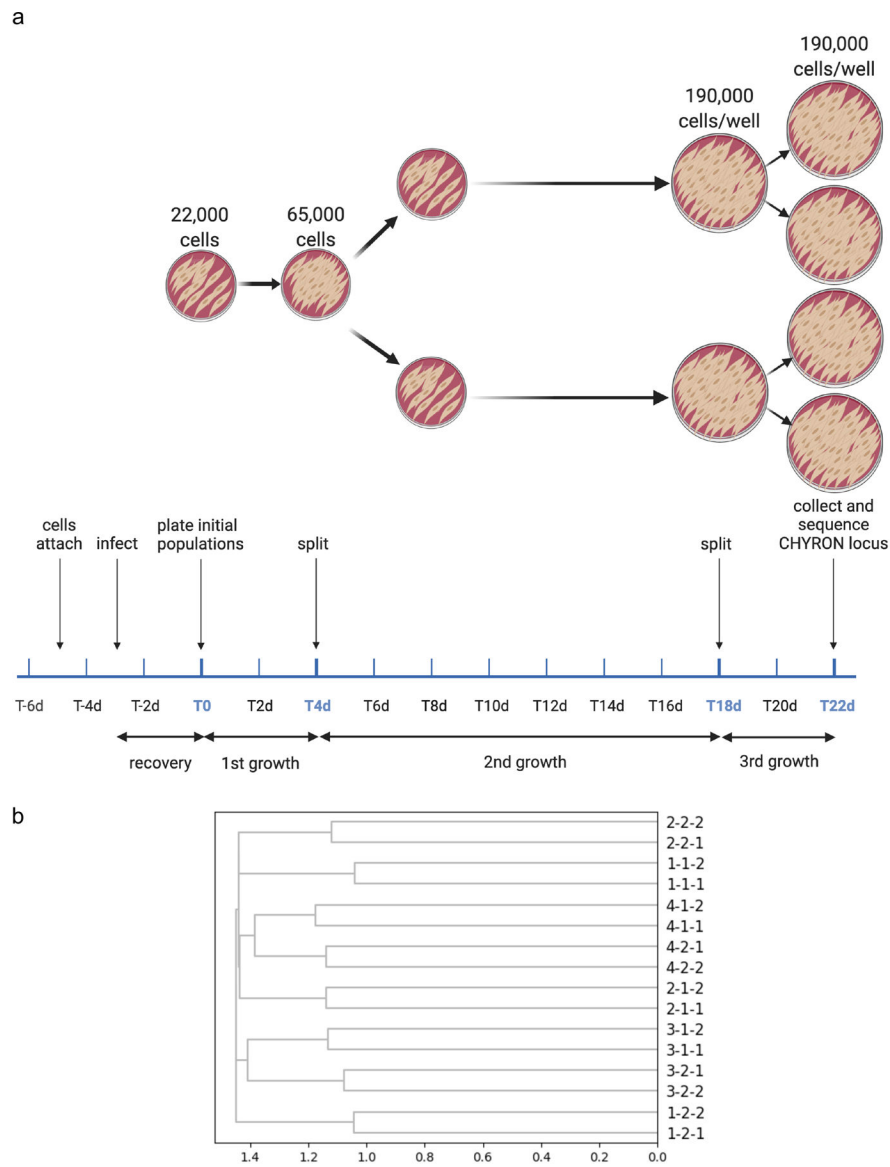 a
190,000
cells/well
190,000
cells/well
22,000
cells
65,000
cells
cells
attach
infect
plate initial
populations
split
split
collect and
sequence
CHYRON locus
T-6d T-4d T-2d T0 T2d T4d T6d T8d T10d T12d T14d T16d T18d T20d T22d
recovery 1st growth 2nd growth 3rd growth
b
2-2-2
2-2-1
1-1-2
1-1-1
4-1-2
4-1-1
4-2-1
4-2-2
2-1-2
2-1-1
3-1-2
3-1-1
3-2-1
3-2-2
1-2-2
1-2-1
1.4 1.2 1.0 0.8 0.6 0.4 0.2 0.0